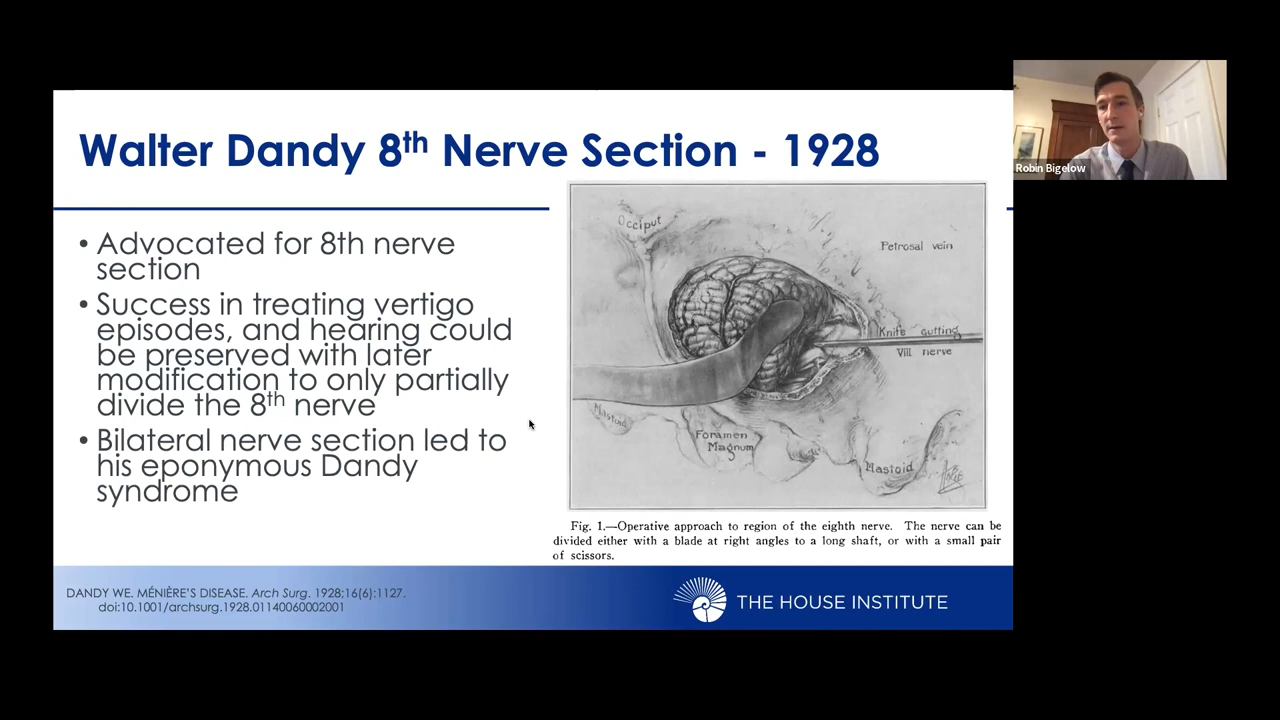 Walter Dandy 8th Nerve Section - 1928
• Advocated for 8th nerve
section
• Success in treating vertigo
episodes, and hearing could
be preserved with later
modification to only partially
divide the 8th nerve
• Bilateral nerve section led to
his eponymous Dandy
syndrome
Occiput
Petrosal vein
Knife cutting
VIII nerve
Mastoid
Foramen
Magnum
Mastoid
Fig. 1.—Operative approach to region of the eighth nerve. The nerve can be
divided either with a blade at right angles to a long shaft, or with a small pair
of scissors.
DANDY WE. MÉNIÈRE'S DISEASE. Arch Surg. 1928;16(6):1127.
doi:10.1001/archsurg.1928.01140060002001
THE HOUSE INSTITUTE
Robin Bigelow